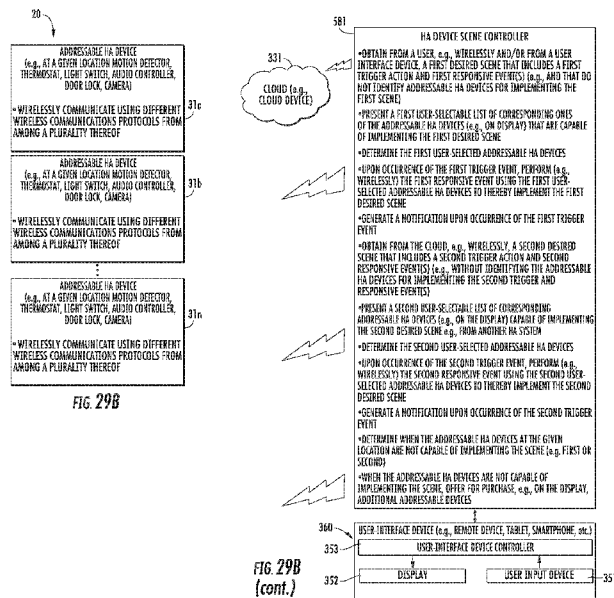 20
ADDRESSABLE HA DEVICE
(e.g., AT A GIVEN LOCATION MOTION DETECTOR,
THERMOSTAT, LIGHT SWITCH, AUDIO CONTROLLER,
DOOR LOCK, CAMERA)
•WIRELESSLY COMMUNICATE USING DIFFERENT
WIRELESS COMMUNICATIONS PROTOCOLS FROM
AMONG A PLURALITY THEREOF
31c
ADDRESSABLE HA DEVICE
(e.g., AT A GIVEN LOCATION MOTION DETECTOR,
THERMOSTAT, LIGHT SWITCH, AUDIO CONTROLLER,
DOOR LOCK, CAMERA)
•WIRELESSLY COMMUNICATE USING DIFFERENT
WIRELESS COMMUNICATIONS PROTOCOLS FROM
AMONG A PLURALITY THEREOF
31b
ADDRESSABLE HA DEVICE
(e.g., AT A GIVEN LOCATION MOTION DETECTOR,
THERMOSTAT, LIGHT SWITCH, AUDIO CONTROLLER,
DOOR LOCK, CAMERA)
•WIRELESSLY COMMUNICATE USING DIFFERENT
WIRELESS COMMUNICATIONS PROTOCOLS FROM
AMONG A PLURALITY THEREOF
31n
FIG. 29B
331
CLOUD (e.g.,
CLOUD DEVICE)
581
HA DEVICE SCENE CONTROLLER
•OBTAIN FROM A USER, e.g., WIRELESSLY AND/OR FROM A USER
INTERFACE DEVICE, A FIRST DESIRED SCENE THAT INCLUDES A FIRST
TRIGGER ACTION AND FIRST RESPONSIVE EVENT(S) (e.g., AND THAT DO
NOT IDENTIFY ADDRESSABLE HA DEVICES FOR IMPLEMENTING THE
FIRST SCENE)
•PRESENT A FIRST USER-SELECTABLE LIST OF CORRESPONDING ONES
OF THE ADDRESSABLE HA DEVICES (e.g., ON DISPLAY) THAT ARE CAPABLE
OF IMPLEMENTING THE FIRST DESIRED SCENE
•DETERMINE THE FIRST USER-SELECTED ADDRESSABLE HA DEVICES
•UPON OCCURRENCE OF THE FIRST TRIGGER EVENT, PERFORM (e.g.,
WIRELESSLY) THE FIRST RESPONSIVE EVENT USING THE FIRST USER-
SELECTED ADDRESSABLE HA DEVICES TO THEREBY IMPLEMENT THE FIRST
DESIRED SCENE
•GENERATE A NOTIFICATION UPON OCCURRENCE OF THE FIRST TRIGGER
EVENT
•OBTAIN FROM THE CLOUD, e.g., WIRELESSLY, A SECOND DESIRED
SCENE THAT INCLUDES A SECOND TRIGGER ACTION AND SECOND
RESPONSIVE EVENT(S) (e.g., WITHOUT IDENTIFYING THE ADDRESSABLE
HA DEVICES FOR IMPLEMENTING THE SECOND TRIGGER AND
RESPONSIVE EVENT(S)
•PRESENT A SECOND USER-SELECTABLE LIST OF CORRESPONDING
ADDRESSABLE HA DEVICES (e.g., ON THE DISPLAY) CAPABLE OF IMPLEMENTING
THE SECOND DESIRED SCENE e.g., FROM ANOTHER HA SYSTEM
•DETERMINE THE SECOND USER-SELECTED ADDRESSABLE HA DEVICES
•UPON OCCURRENCE OF THE SECOND TRIGGER EVENT, PERFORM (e.g.,
WIRELESSLY) THE SECOND RESPONSIVE EVENT USING THE SECOND USER-
SELECTED ADDRESSABLE HA DEVICES TO THEREBY IMPLEMENT THE SECOND
DESIRED SCENE
•GENERATE A NOTIFICATION UPON OCCURRENCE OF THE SECOND TRIGGER
EVENT
•DETERMINE WHEN THE ADDRESSABLE HA DEVICES AT THE GIVEN
LOCATION ARE NOT CAPABLE OF IMPLEMENTING THE SCENE (e.g. FIRST OR
SECOND)
•WHEN THE ADDRESSABLE HA DEVICES ARE NOT CAPABLE OF
IMPLEMENTING THE SCENE, OFFER FOR PURCHASE, e.g., ON THE DISPLAY,
ADDITIONAL ADDRESSABLE DEVICES
360
USER-INTERFACE DEVICE (e.g., REMOTE DEVICE, TABLET, SMARTPHONE, etc.)
353
USER-INTERFACE DEVICE CONTROLLER
352
DISPLAY
USER INPUT DEVICE
35
FIG. 29B
(cont.)